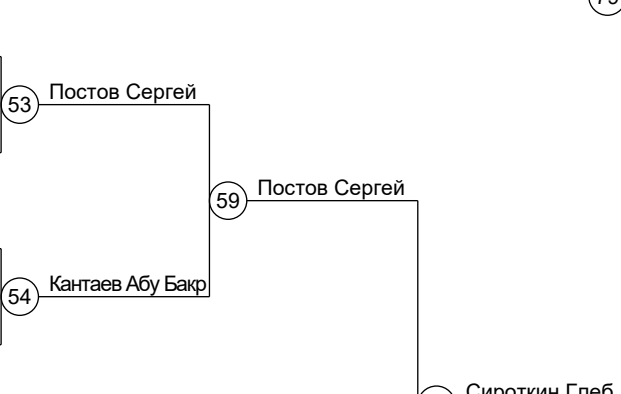 53
Постов Сергей
59
Постов Сергей
54
Кантаев Абу Бакр
Сироткин Глеб